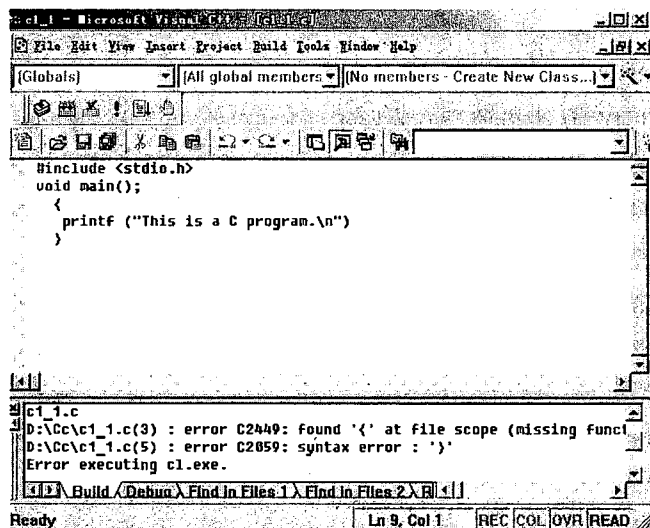 c1_1 - Microsoft Visual C++ - [c1_1.c]
File Edit View Insert Project Build Tools Window Help
(Globals) (All global members (No members - Create New Class...)
#include <stdio.h>
void main();
{
printf ("This is a C program.\n")
}
c1_1.c
D:\Cc\c1_1.c(3) : error C2449: found '{' at file scope (missing funct
D:\Cc\c1_1.c(5) : error C2059: syntax error : '}'
Error executing cl.exe.
Build Debug Find in Files 1 Find in Files 2 R
Ready Ln 9, Col 1 REC COL OVR READ